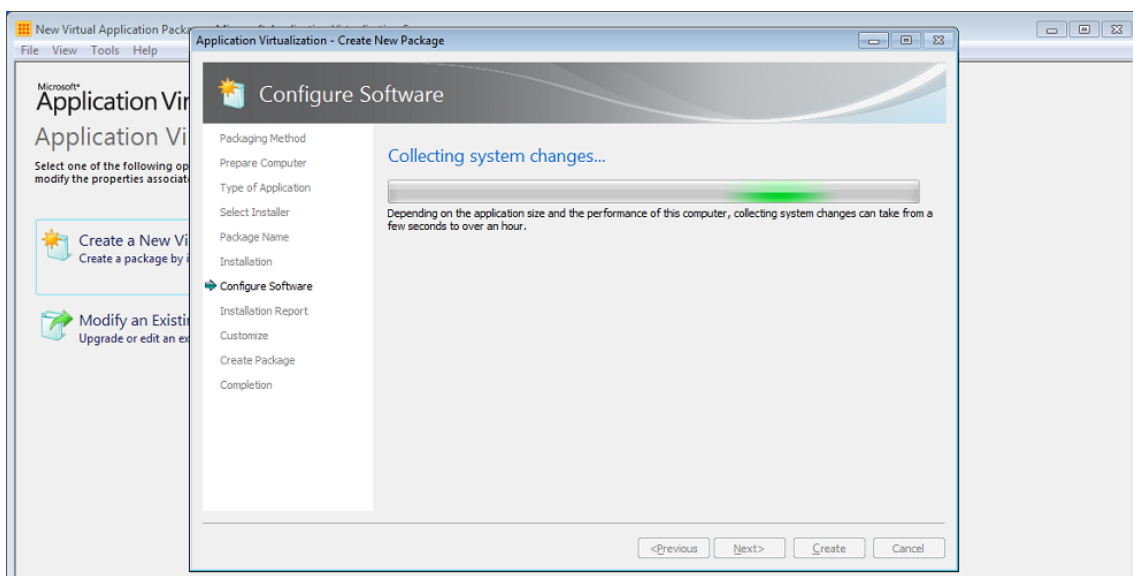 New Virtual Application Packa
File View Tools Help
Microsoft
Application Vir
Application Vi
Select one of the following op
modify the properties associat
Create a New Vi
Create a package by i
Modify an Existi
Upgrade or edit an ex
Application Virtualization - Create New Package
Configure Software
Packaging Method
Prepare Computer
Type of Application
Select Installer
Package Name
Installation
Configure Software
Installation Report
Customize
Create Package
Completion
Collecting system changes...
Depending on the application size and the performance of this computer, collecting system changes can take from a
few seconds to over an hour.
<Previous Next> Create Cancel